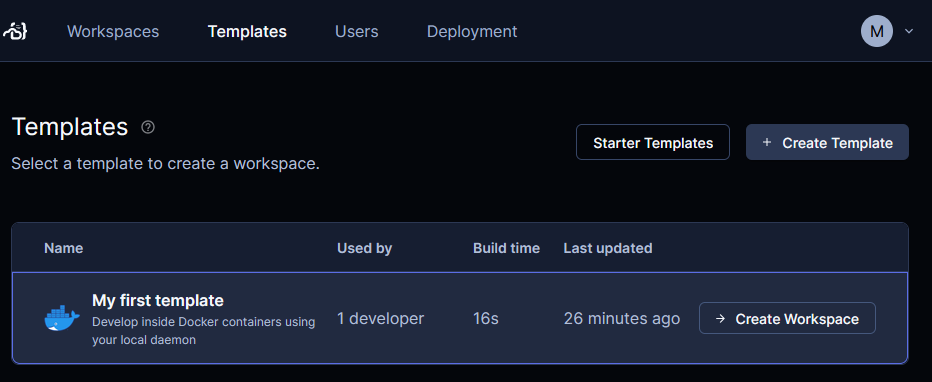 Workspaces Templates Users Deployment M
Templates
Select a template to create a workspace.
Starter Templates
+ Create Template
Name Used by Build time Last updated
My first template
Develop inside Docker containers using
your local daemon
1 developer 16s 26 minutes ago → Create Workspace